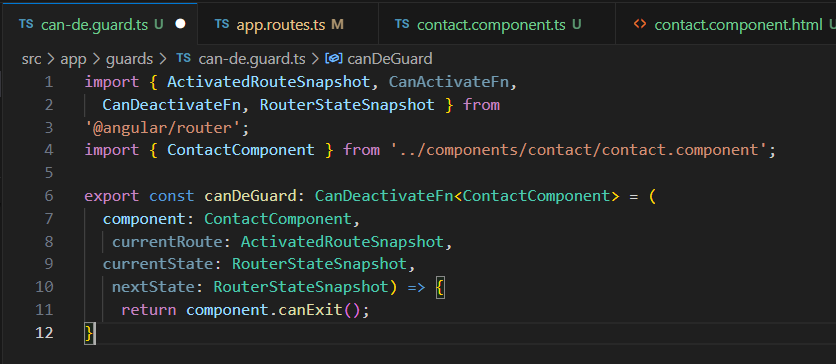 TS can-de.guard.ts U ● TS app.routes.ts M TS contact.component.ts U <> contact.component.html U
src > app > guards > TS can-de.guard.ts > canDeGuard
1 import { ActivatedRouteSnapshot, CanActivateFn,
2 CanDeactivateFn, RouterStateSnapshot } from
3 '@angular/router';
4 import { ContactComponent } from '../components/contact/contact.component';
5
6 export const canDeGuard: CanDeactivateFn<ContactComponent> = (
7 component: ContactComponent,
8 currentRoute: ActivatedRouteSnapshot,
9 currentState: RouterStateSnapshot,
10 nextState: RouterStateSnapshot) => {
11 return component.canExit();
12 }